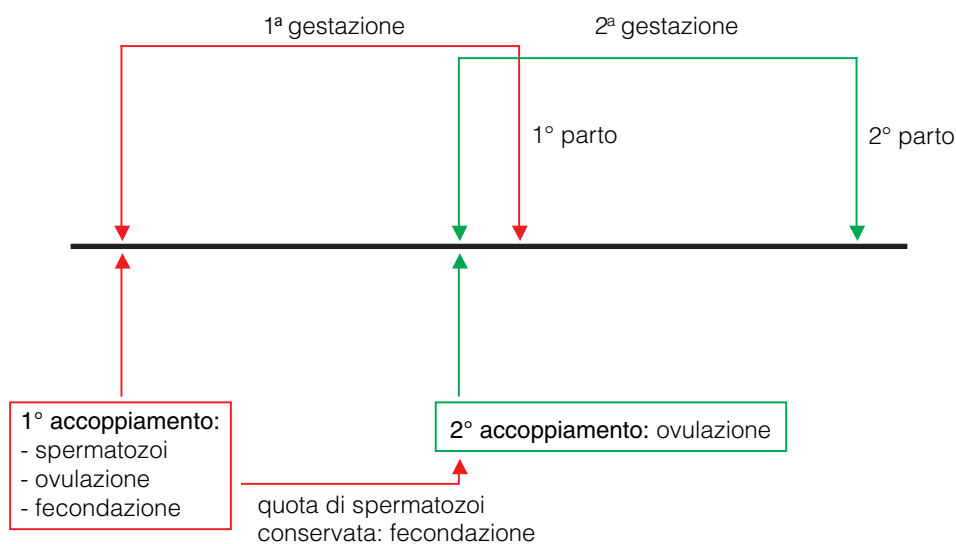 1ª gestazione
2ª gestazione
1° parto
2° parto
1° accoppiamento:
- spermatozoi
- ovulazione
- fecondazione
2° accoppiamento: ovulazione
quota di spermatozoi
conservata: fecondazione